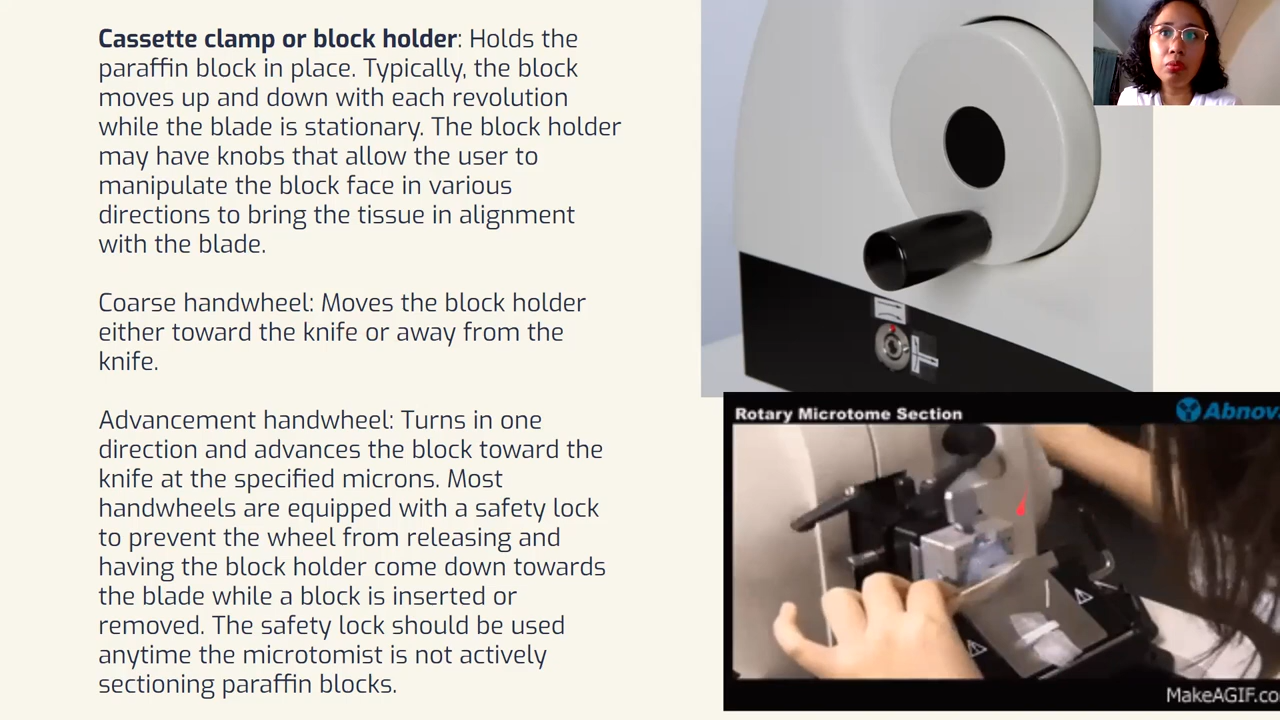 Cassette clamp or block holder: Holds the
paraffin block in place. Typically, the block
moves up and down with each revolution
while the blade is stationary. The block holder
may have knobs that allow the user to
manipulate the block face in various
directions to bring the tissue in alignment
with the blade.
Coarse handwheel: Moves the block holder
either toward the knife or away from the
knife.
Advancement handwheel: Turns in one
direction and advances the block toward the
knife at the specified microns. Most
handwheels are equipped with a safety lock
to prevent the wheel from releasing and
having the block holder come down towards
the blade while a block is inserted or
removed. The safety lock should be used
anytime the microtomist is not actively
sectioning paraffin blocks.
Rotary Microtome Section
Abnov
MakeAGIF.co